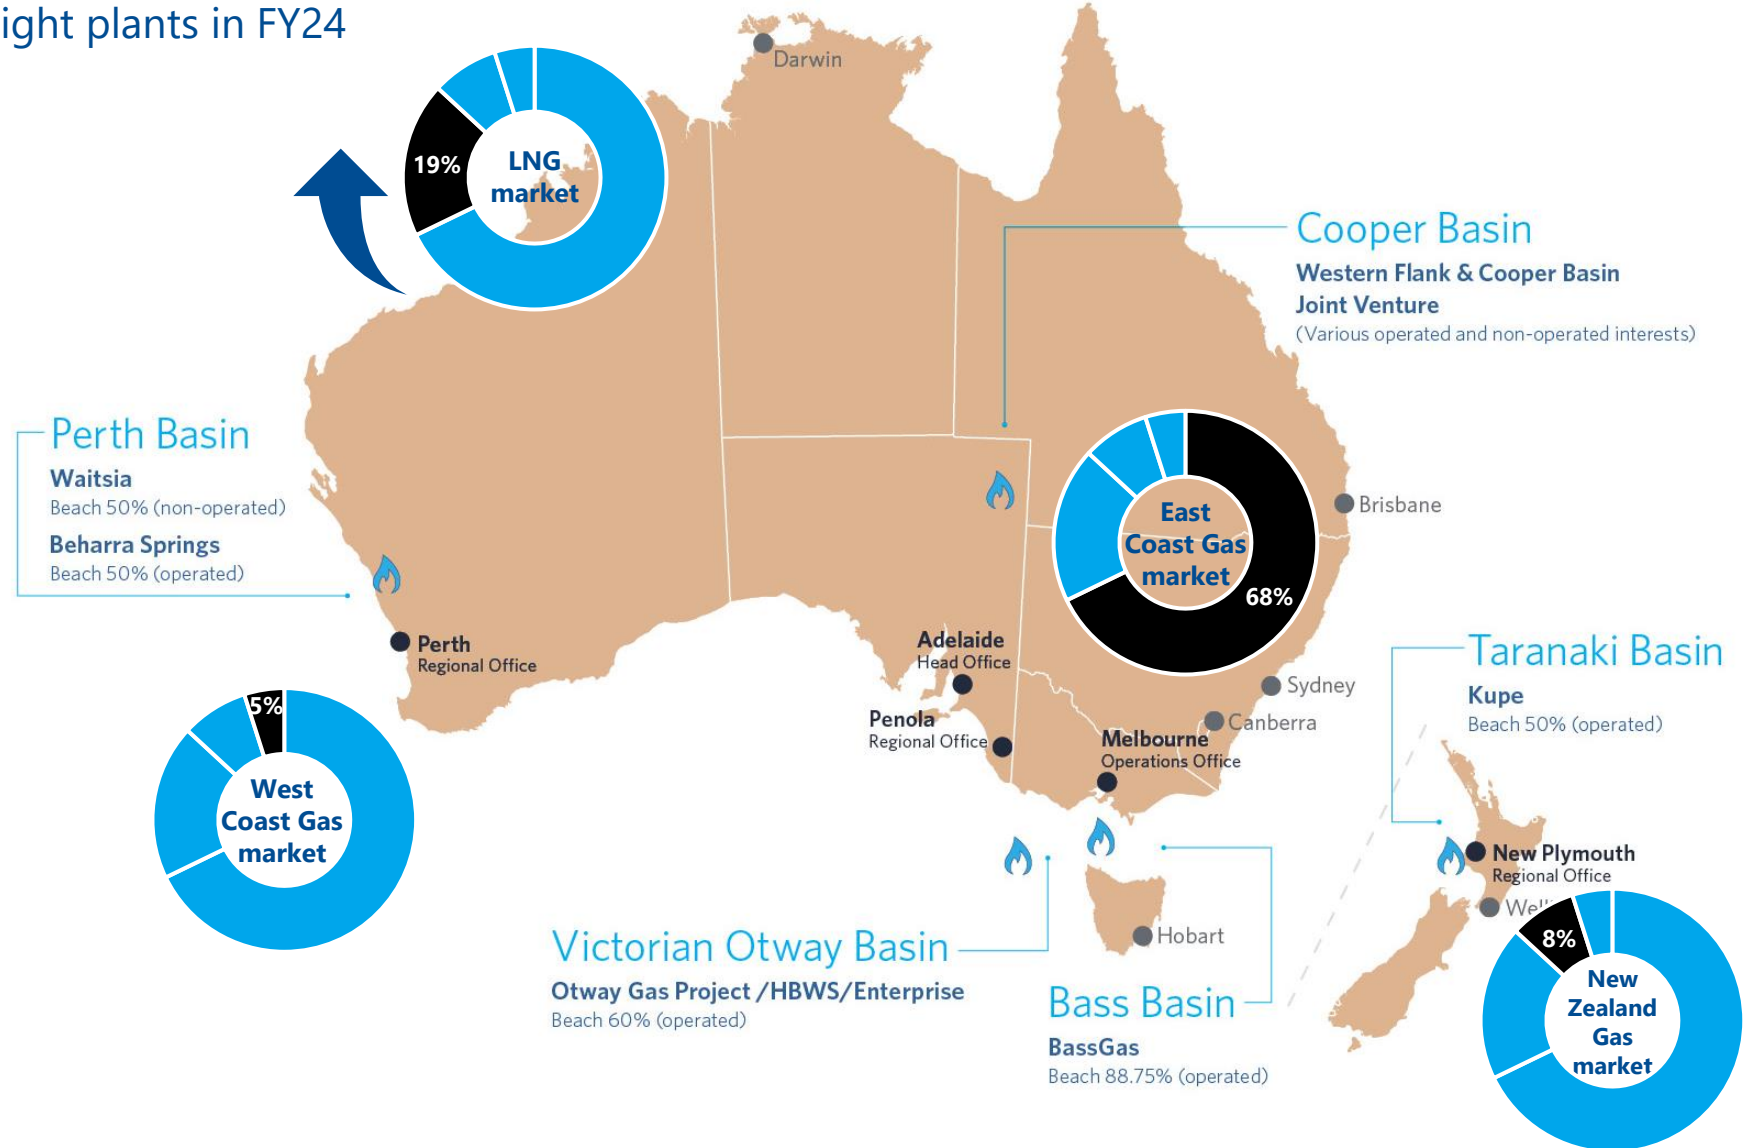 ight plants in FY24
Darwin
19%
LNG
market
Cooper Basin
Western Flank & Cooper Basin
Joint Venture
(Various operated and non-operated interests)
Perth Basin
Waitsia
Beach 50% (non-operated)
Beharra Springs
Beach 50% (operated)
Brisbane
East
Coast Gas
market
68%
Perth
Regional Office
Adelaide
Head Office
Taranaki Basin
Kupe
Beach 50% (operated)
Sydney
Canberra
Penola
Regional Office
Melbourne
Operations Office
5%
West
Coast Gas
market
New Plymouth
Regional Office
Hobart
Victorian Otway Basin
Otway Gas Project /HBWS/Enterprise
Beach 60% (operated)
Bass Basin
BassGas
Beach 88.75% (operated)
8%
New
Zealand
Gas
market